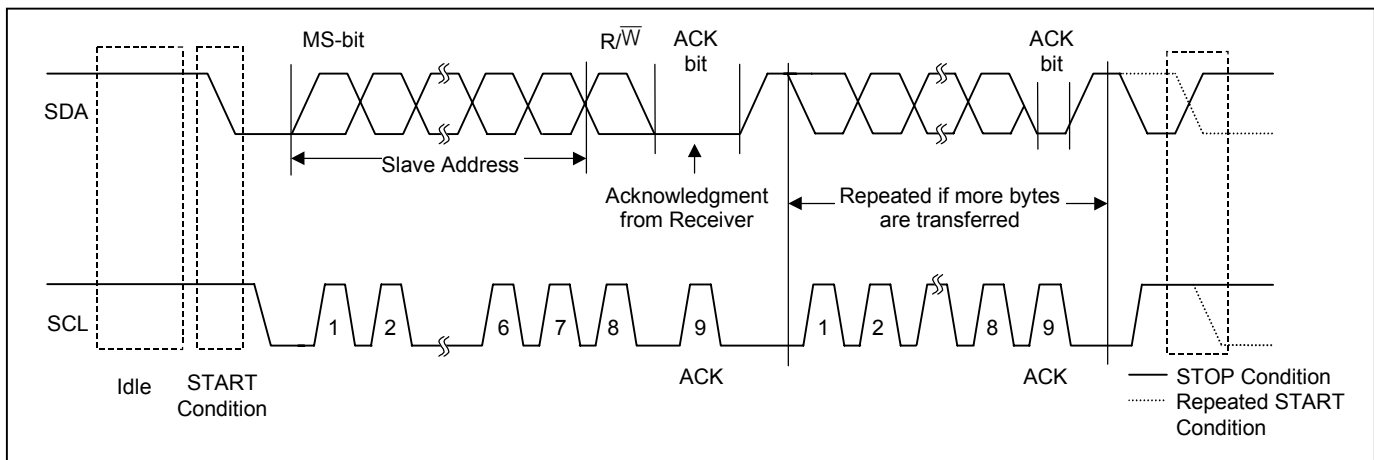 MS-bit
R/W̅
ACK
bit
ACK
bit
SDA
Slave Address
Acknowledgment
from Receiver
Repeated if more bytes
are transferred
SCL
1
2
6
7
8
9
1
2
8
9
Idle
START
Condition
ACK
ACK
STOP Condition
Repeated START
Condition